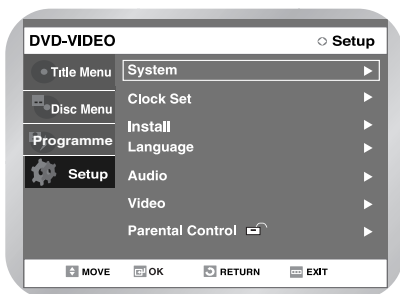 DVD-VIDEO
Setup
Title Menu
Disc Menu
Programme
Setup
System
Clock Set
Install
Language
Audio
Video
Parental Control
MOVE
OK
RETURN
EXIT